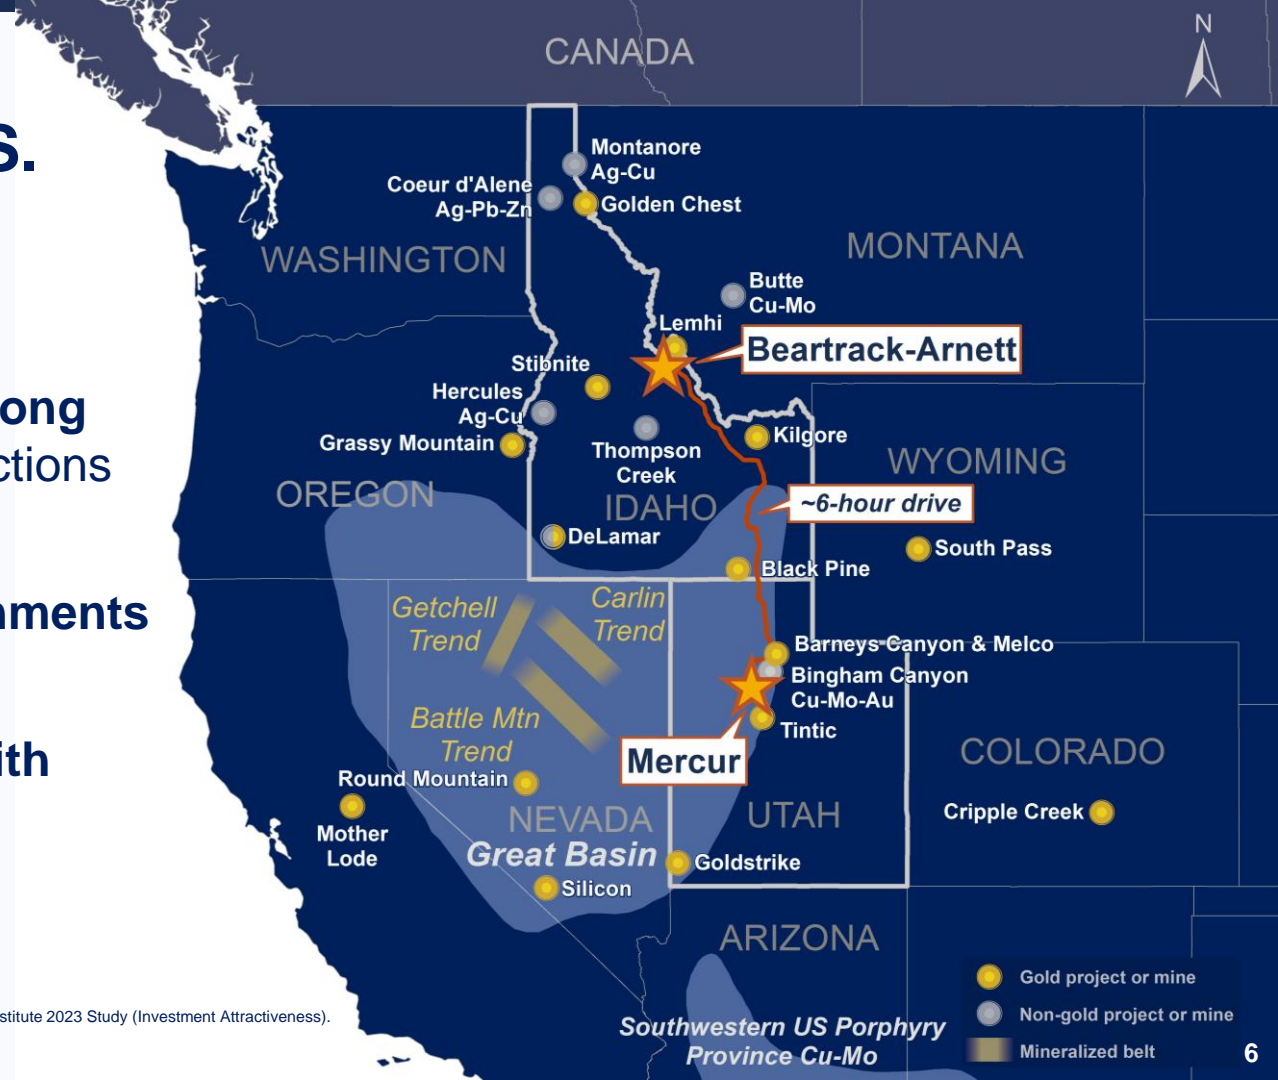 S.
ong
ctions
nments
ith
stitute 2023 Study (Investment Attractiveness).
CANADA
N
Montanore
Ag-Cu
Coeur d'Alene
Ag-Pb-Zn
Golden Chest
WASHINGTON
MONTANA
Butte
Cu-Mo
Lemhi
Beartrack-Arnett
Stibnite
Hercules
Ag-Cu
Grassy Mountain
Thompson
Creek
Kilgore
WYOMING
OREGON
IDAHO
~6-hour drive
DeLamar
South Pass
Black Pine
Getchell
Trend
Carlin
Trend
Barneys Canyon & Melco
Bingham Canyon
Cu-Mo-Au
Battle Mtn
Trend
Tintic
Mercur
COLORADO
Round Mountain
Mother
Lode
NEVADA
UTAH
Cripple Creek
Great Basin
Goldstrike
Silicon
ARIZONA
Southwestern US Porphyry
Province Cu-Mo
Gold project or mine
Non-gold project or mine
Mineralized belt
6